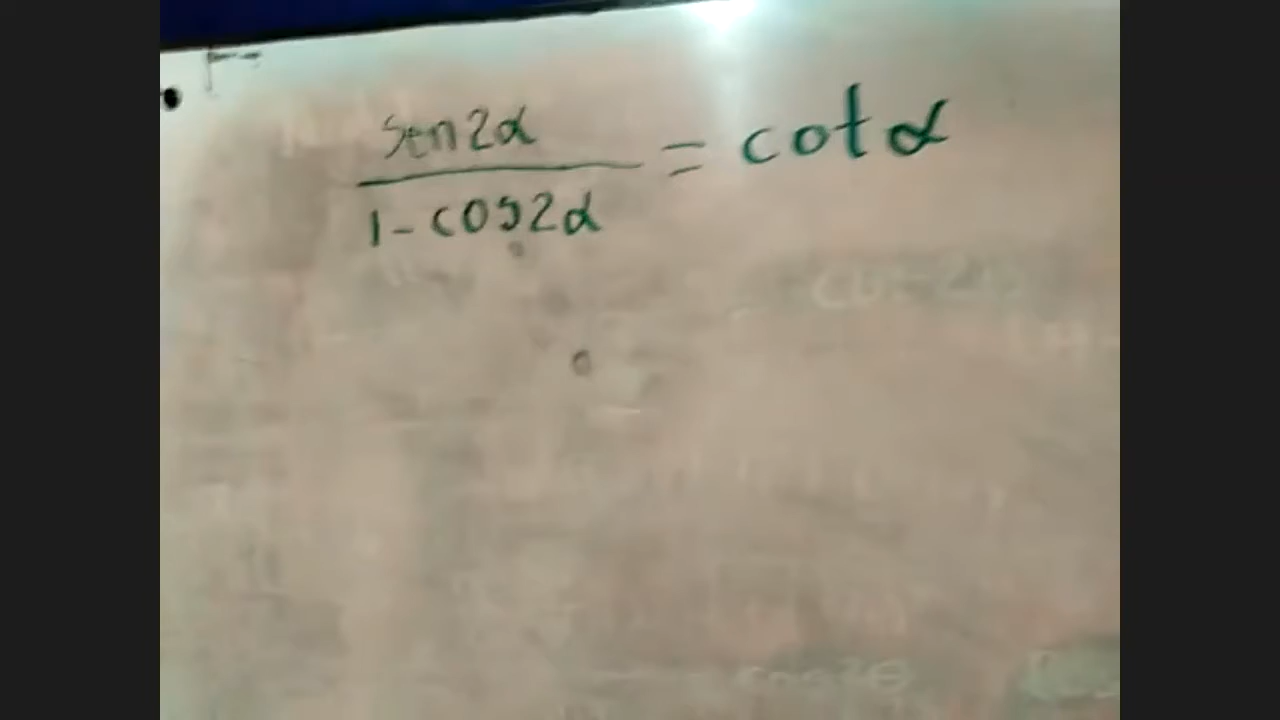 sen2α
1-cos2α
= cotα